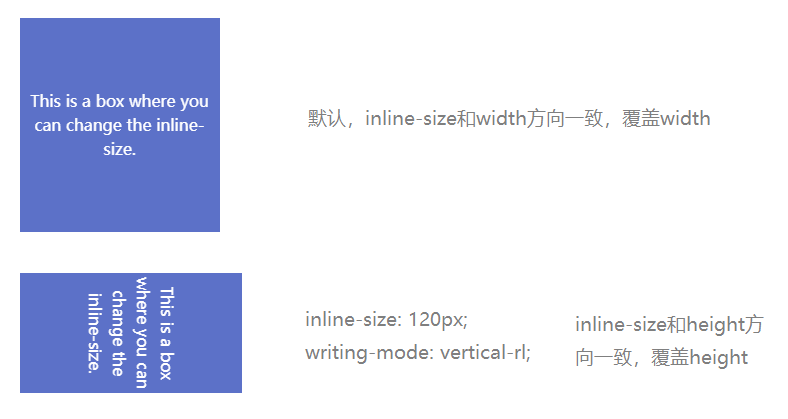 This is a box where you
can change the inline-
size.
默认，inline-size和width方向一致，覆盖width
This is a box
where you can
change the
inline-size.
inline-size: 120px;
writing-mode: vertical-rl;
inline-size和height方
向一致，覆盖height